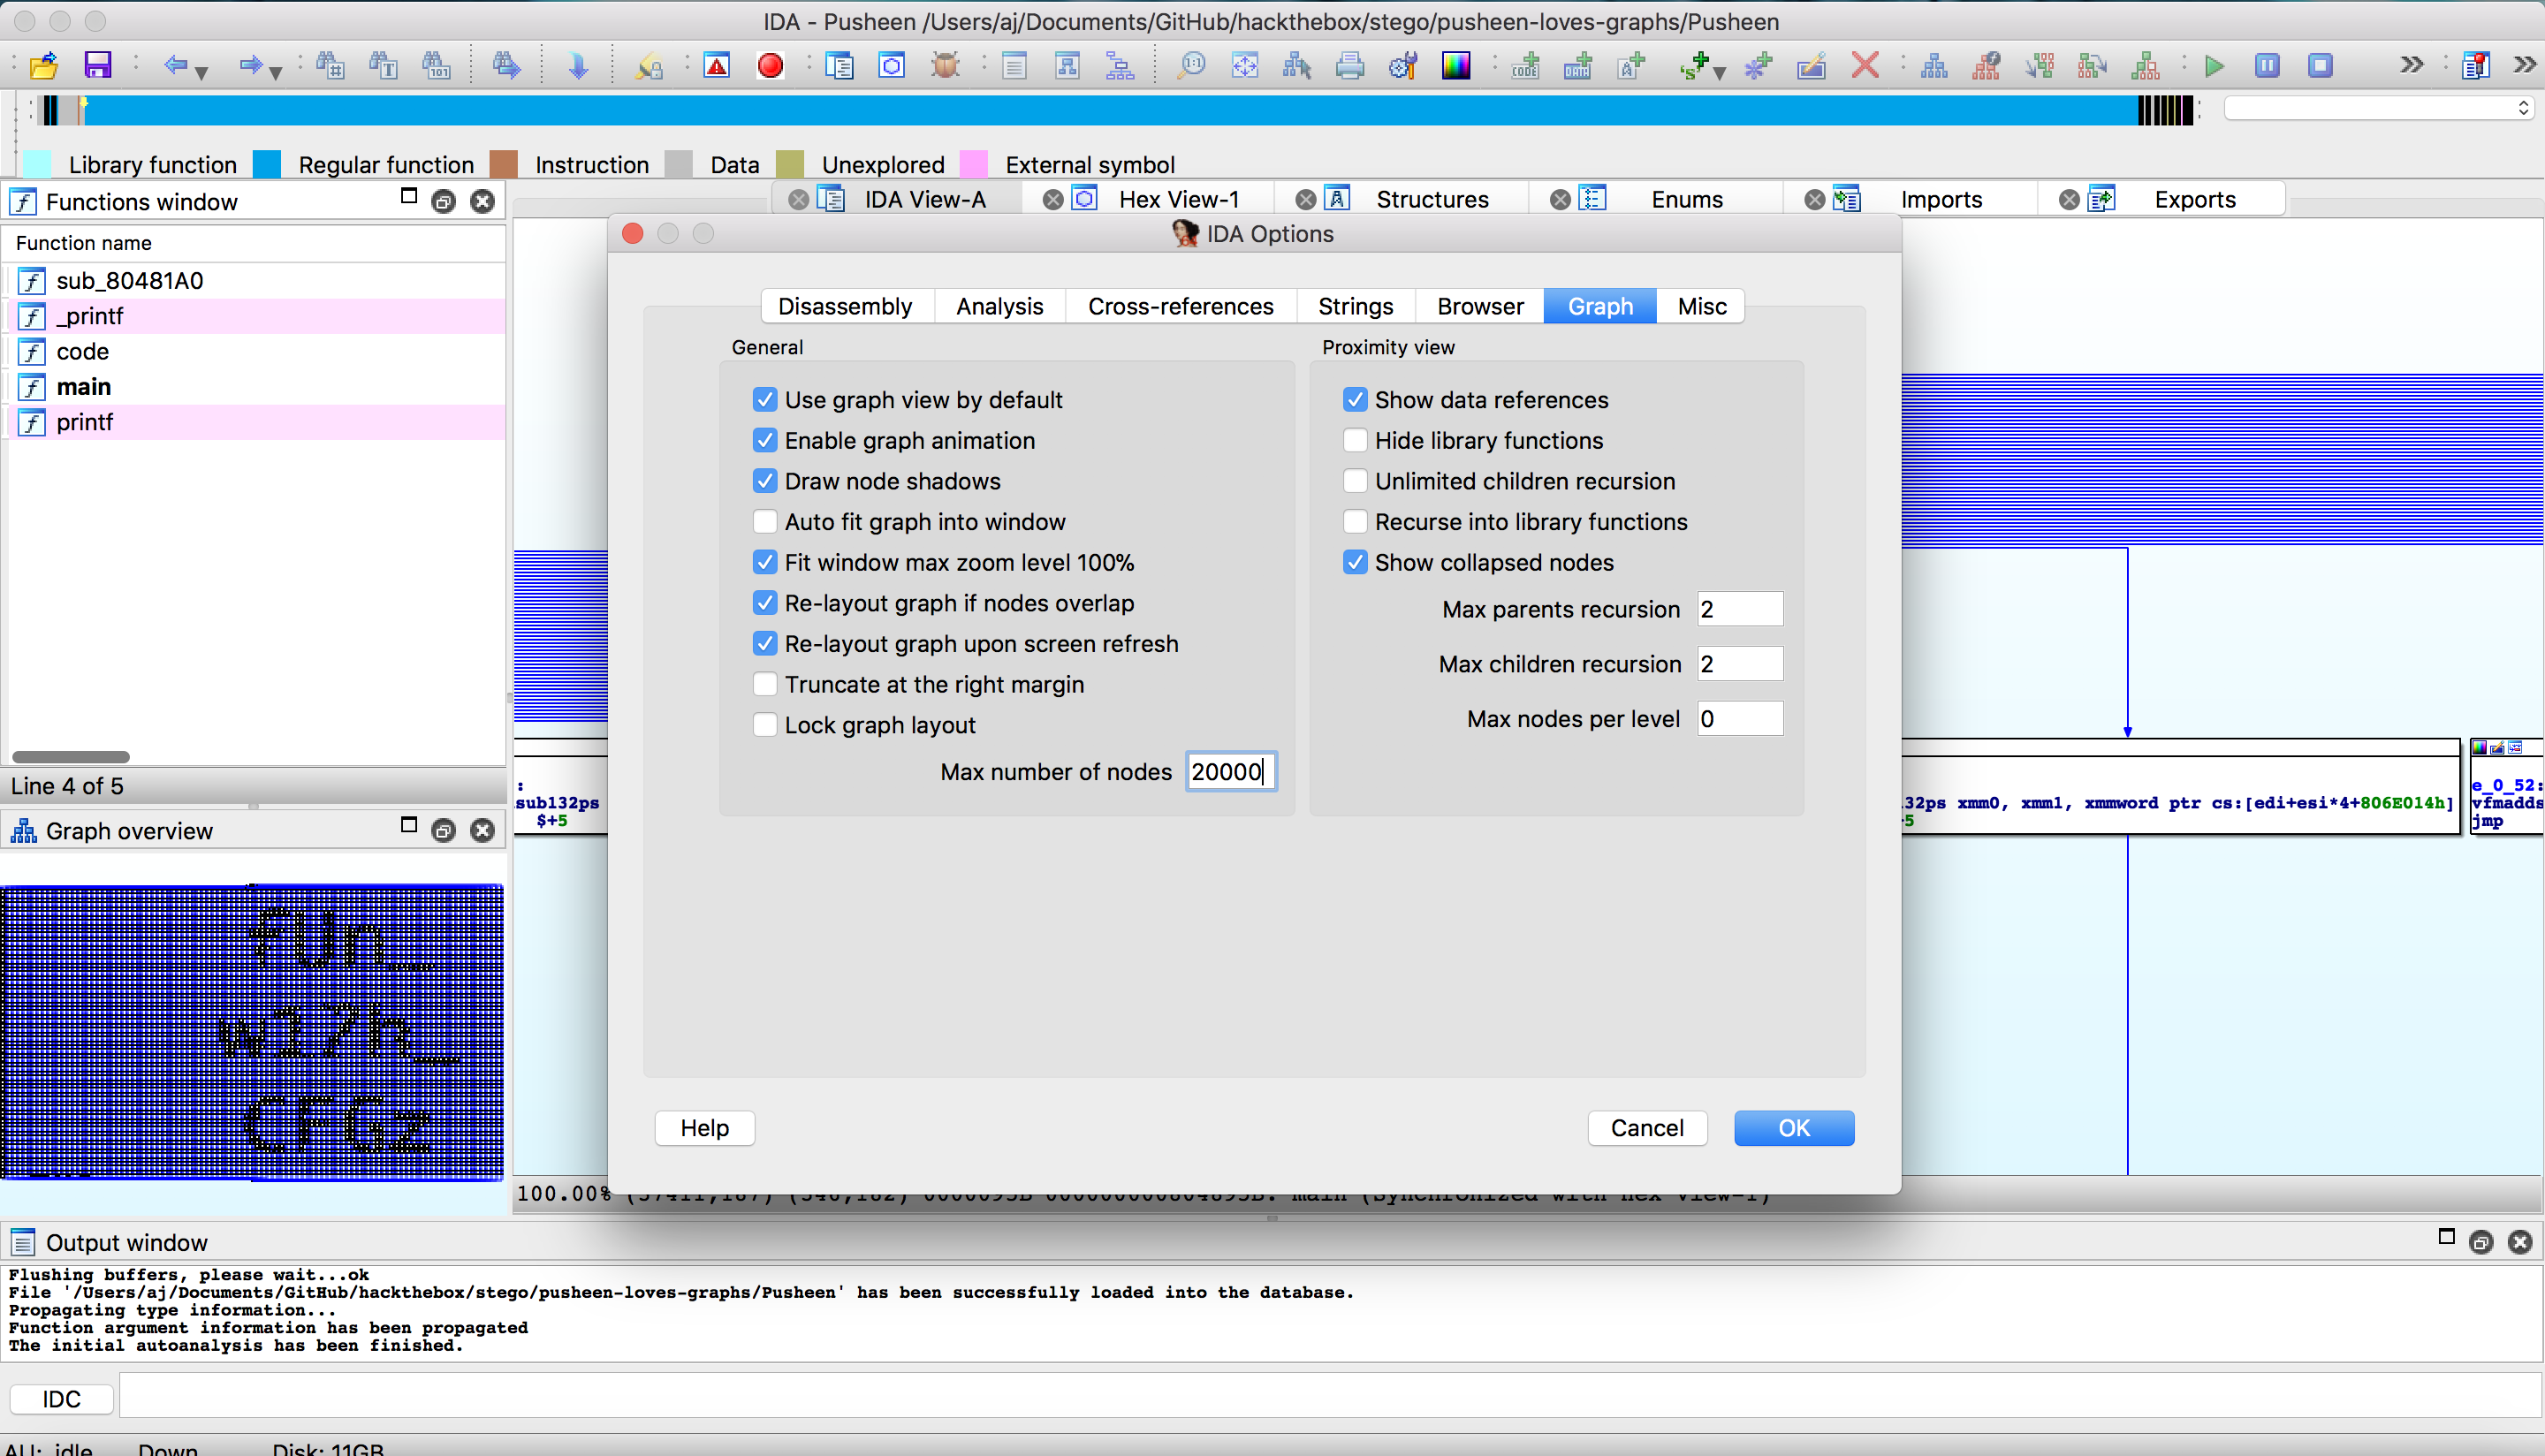 IDA - Pusheen /Users/aj/Documents/GitHub/hackthebox/stego/pusheen-loves-graphs/Pusheen
Library function Regular function Instruction Data Unexplored External symbol
Functions window
IDA View-A Hex View-1 Structures Enums Imports Exports
Function name
sub_80481A0
_printf
code
main
printf
Line 4 of 5
Graph overview
fUn_
w17h_
CFGz
IDA Options
Disassembly Analysis Cross-references Strings Browser Graph Misc
General
Use graph view by default
Enable graph animation
Draw node shadows
Auto fit graph into window
Fit window max zoom level 100%
Re-layout graph if nodes overlap
Re-layout graph upon screen refresh
Truncate at the right margin
Lock graph layout
Max number of nodes 20000
Proximity view
Show data references
Hide library functions
Unlimited children recursion
Recurse into library functions
Show collapsed nodes
Max parents recursion 2
Max children recursion 2
Max nodes per level 0
Help Cancel OK
:
sub132ps
$+5
32ps xmm0, xmm1, xmmword ptr cs:[edi+esi*4+806E014h]
5
e_0_52:
vfmadds
jmp
100.00%
Output window
Flushing buffers, please wait...ok
File '/Users/aj/Documents/GitHub/hackthebox/stego/pusheen-loves-graphs/Pusheen' has been successfully loaded into the database.
Propagating type information...
Function argument information has been propagated
The initial autoanalysis has been finished.
IDC
AU: idle Down Disk: 11GB